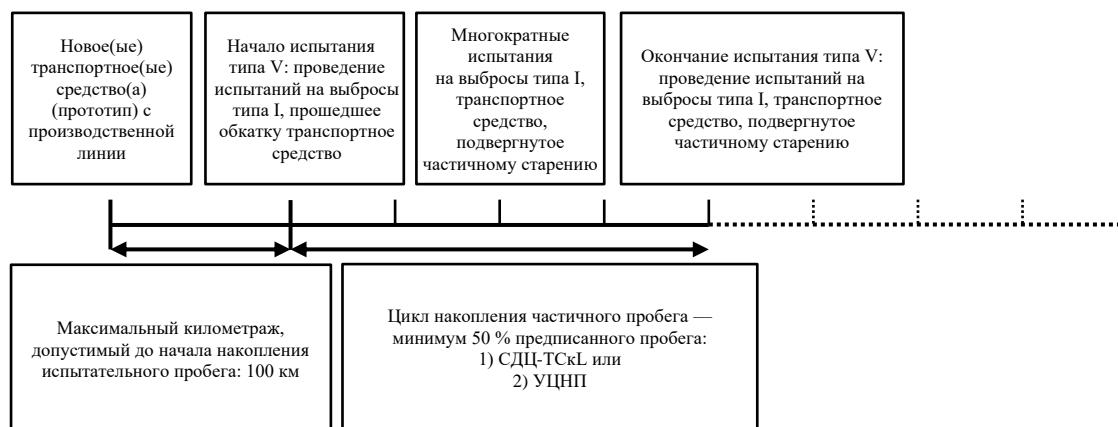 Новое(ые)
транспортное(ые)
средство(а)
(прототип) с
производственной
линии
Начало испытания
типа V: проведение
испытаний на выбросы
типа I, прошедшее
обкатку транспортное
средство
Многократные
испытания
на выбросы типа I,
транспортное
средство,
подвергнутое
частичному старению
Окончание испытания типа V:
проведение испытаний на
выбросы типа I, транспортное
средство, подвергнутое
частичному старению
Максимальный километраж,
допустимый до начала накопления
испытательного пробега: 100 км
Цикл накопления частичного пробега —
минимум 50 % предписанного пробега:
1) СДЦ-ТСкL или
2) УЦНП